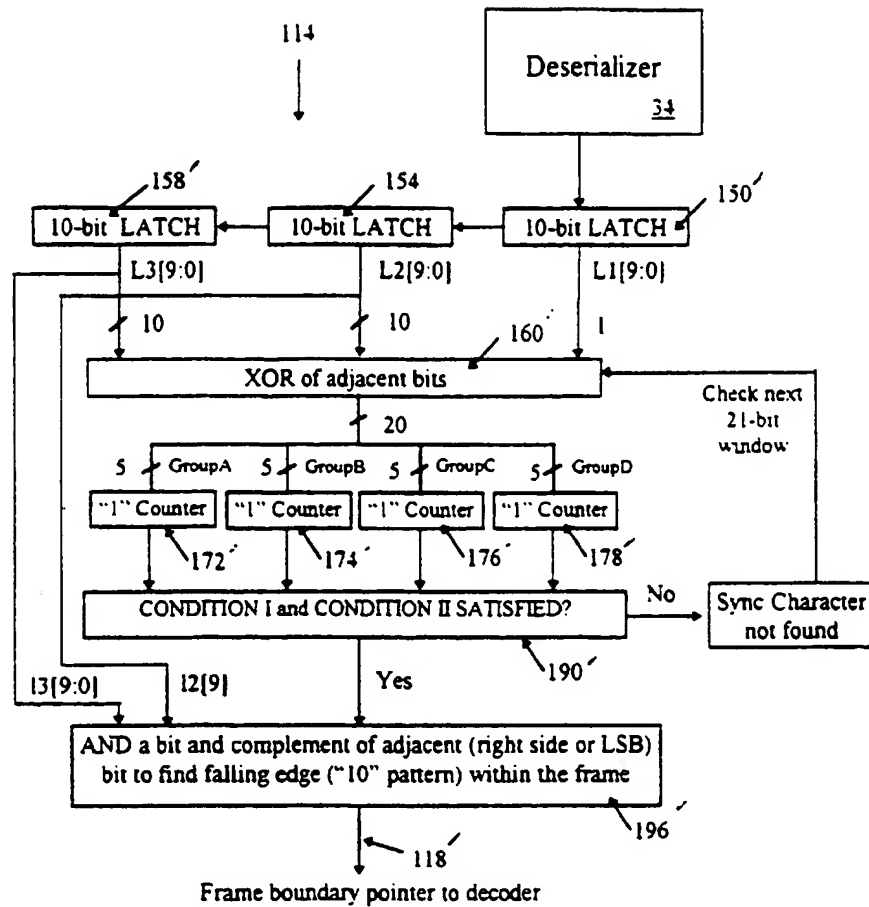 114
Deserializer
34
158'
154
150'
10-bit LATCH
10-bit LATCH
10-bit LATCH
L3[9:0]
L2[9:0]
L1[9:0]
10
10
160'
1
XOR of adjacent bits
Check next
21-bit
window
20
5
GroupA
5
GroupB
5
GroupC
5
GroupD
"1" Counter
"1" Counter
"1" Counter
"1" Counter
172'
174'
176'
178'
CONDITION I and CONDITION II SATISFIED?
No
Sync Character
not found
190'
l3[9:0]
l2[9]
Yes
AND a bit and complement of adjacent (right side or LSB)
bit to find falling edge ("10" pattern) within the frame
196'
118'
Frame boundary pointer to decoder